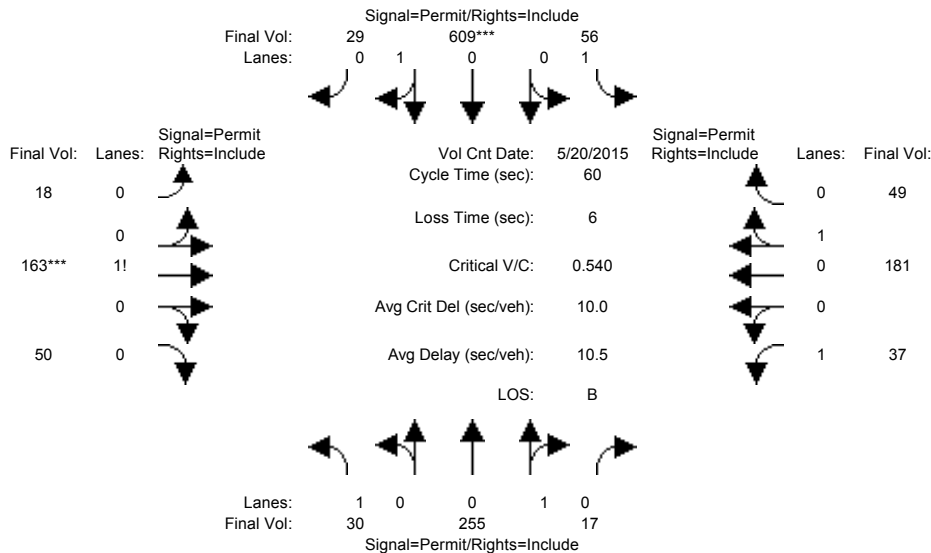 Signal=Permit/Rights=Include
Final Vol: 29 609*** 56
Lanes: 0 1 0 0 1
Signal=Permit
Final Vol: Lanes: Rights=Include
Vol Cnt Date: 5/20/2015
Signal=Permit
Rights=Include Lanes: Final Vol:
18 0
Cycle Time (sec): 60
0 49
0
Loss Time (sec): 6
1
163*** 1!
Critical V/C: 0.540
0 181
0
Avg Crit Del (sec/veh): 10.0
0
50 0
Avg Delay (sec/veh): 10.5
1 37
LOS: B
Lanes: 1 0 0 1 0
Final Vol: 30 255 17
Signal=Permit/Rights=Include